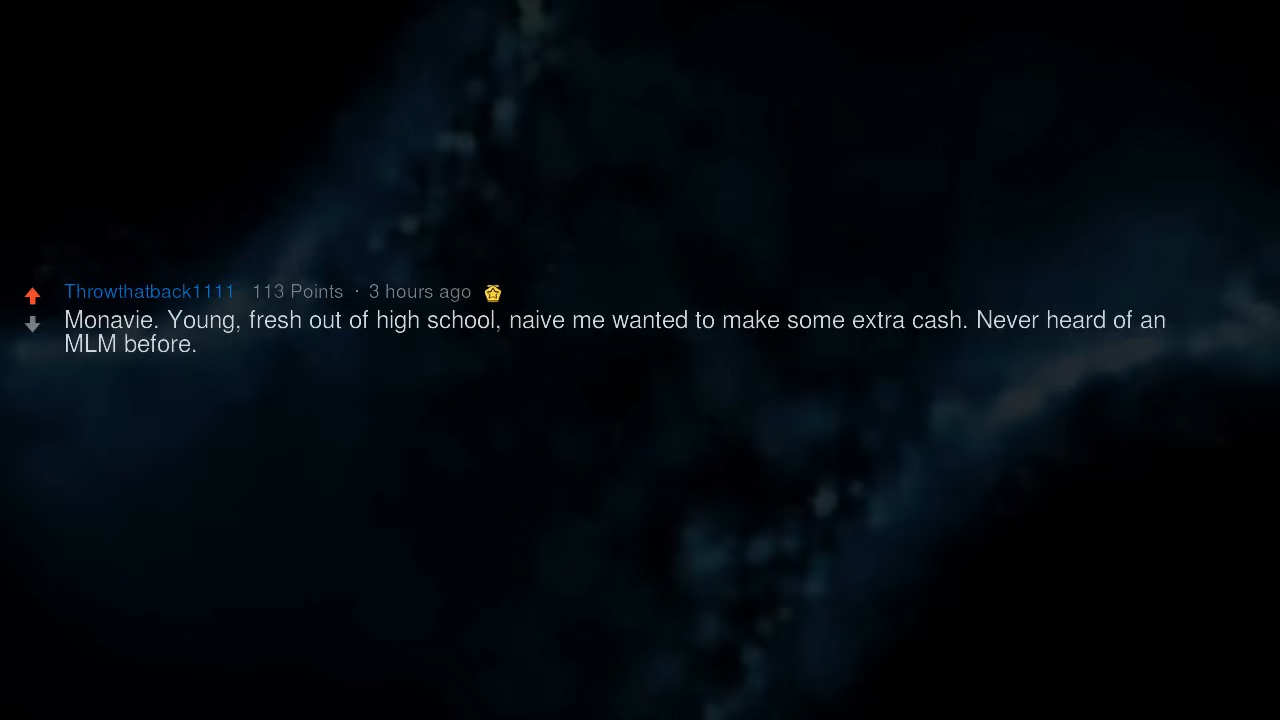 Throwthatback1111 113 Points · 3 hours ago
Monavie. Young, fresh out of high school, naive me wanted to make some extra cash. Never heard of an
MLM before.